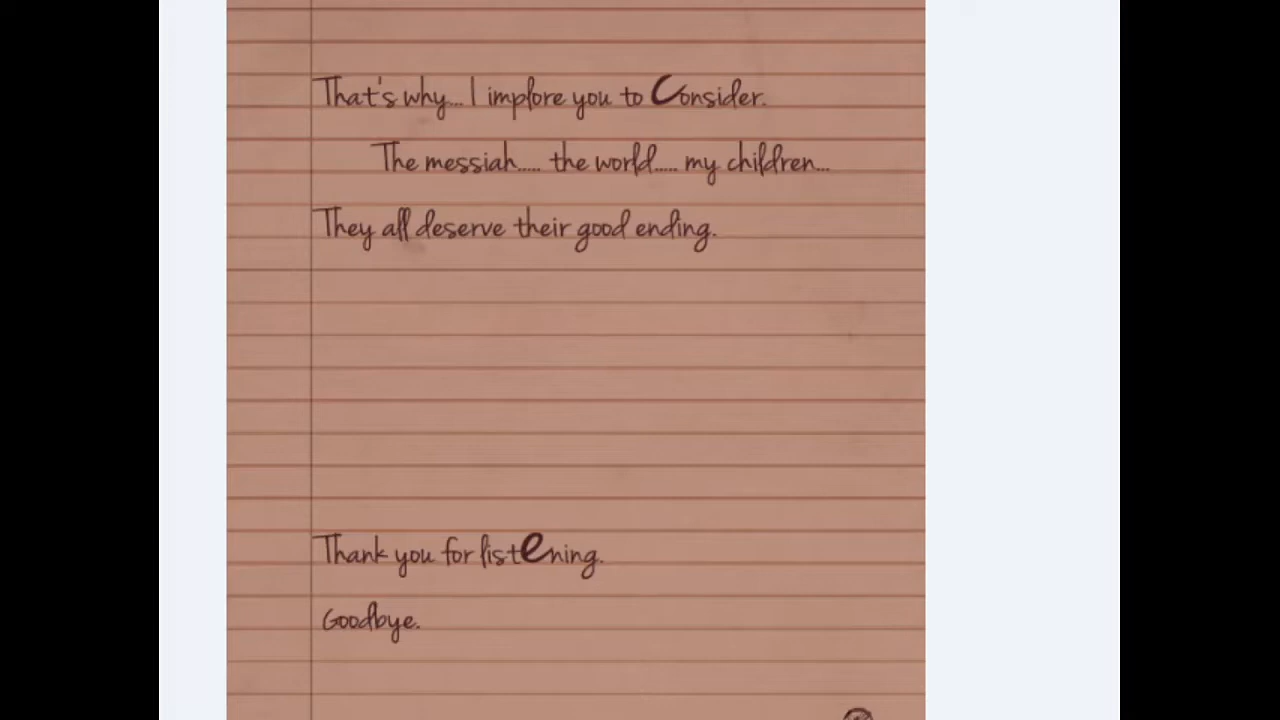 That's why... I implore you to Consider.
The messiah..... the world..... my children...
They all deserve their good ending.
Thank you for listening.
Goodbye.